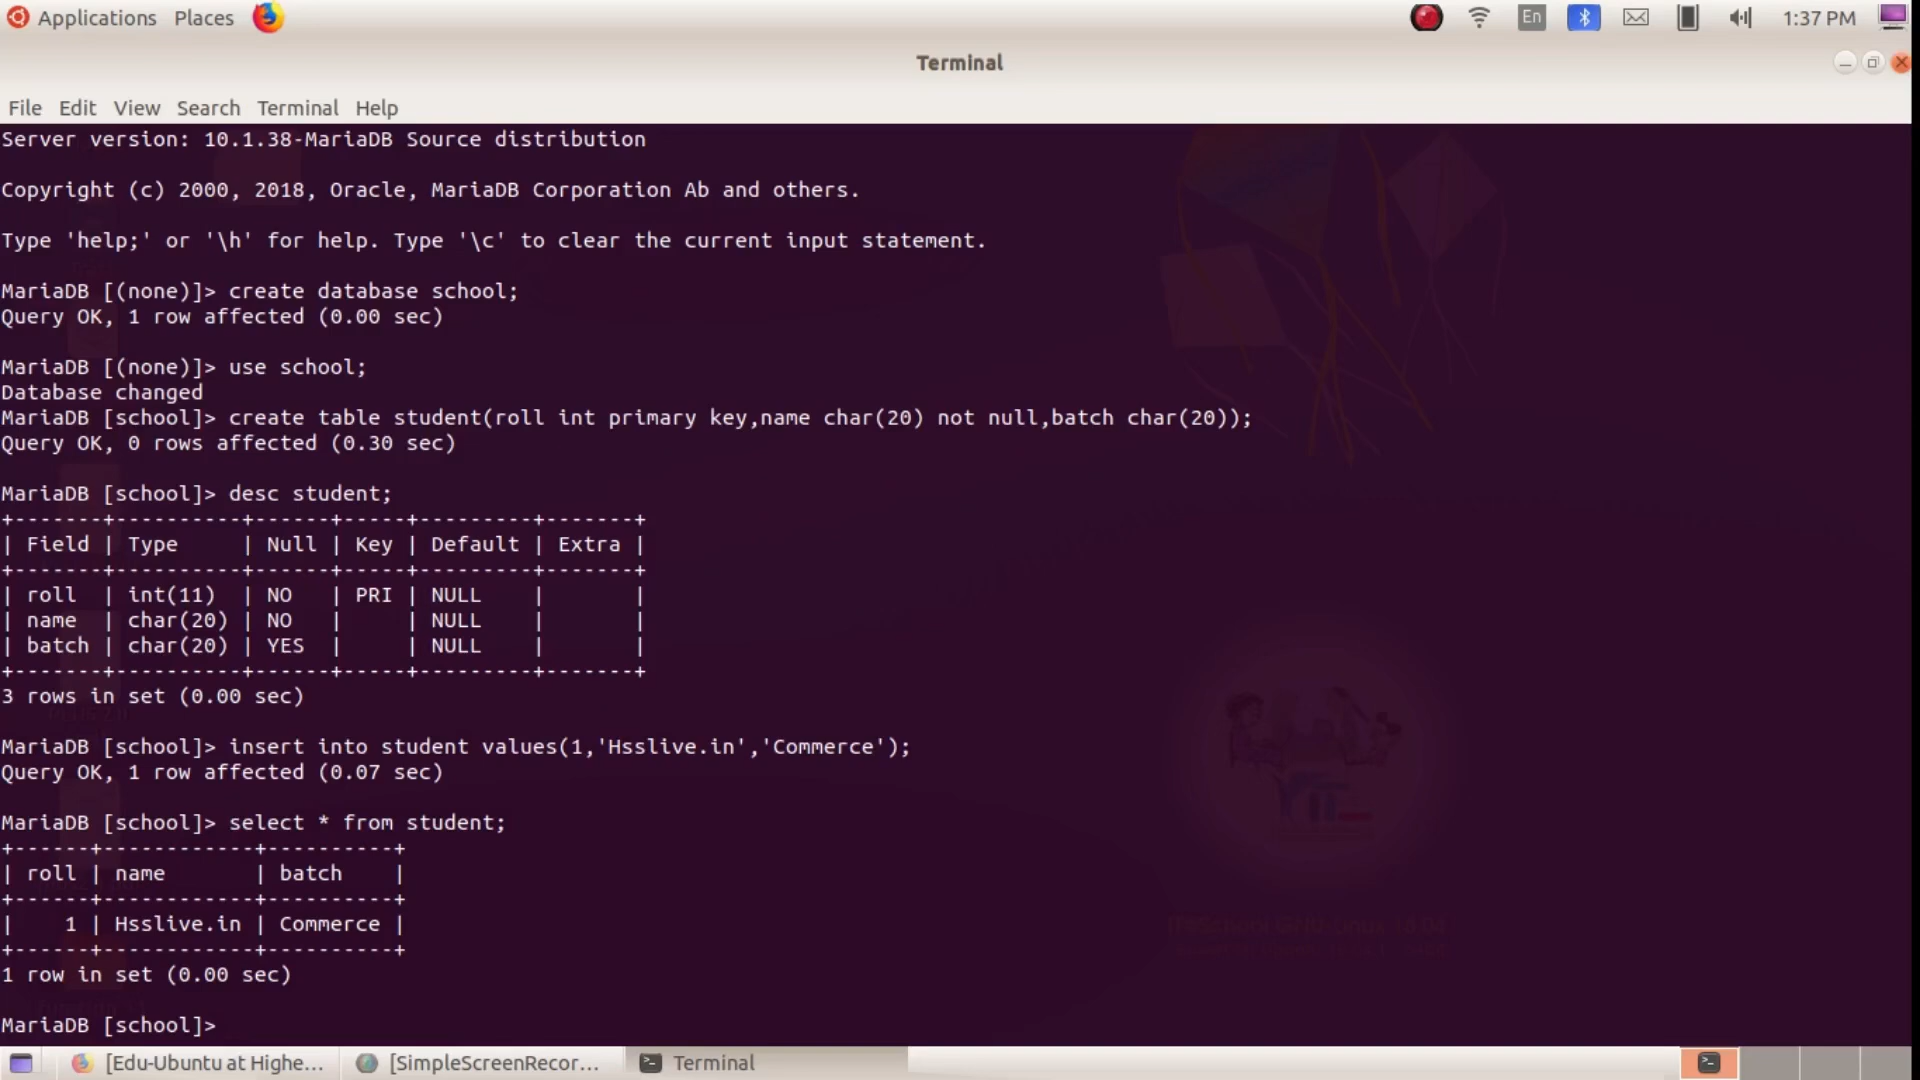 Applications Places En 1:37 PM
Terminal
File Edit View Search Terminal Help
Server version: 10.1.38-MariaDB Source distribution
Copyright (c) 2000, 2018, Oracle, MariaDB Corporation Ab and others.
Type 'help;' or '\h' for help. Type '\c' to clear the current input statement.
MariaDB [(none)]> create database school;
Query OK, 1 row affected (0.00 sec)
MariaDB [(none)]> use school;
Database changed
MariaDB [school]> create table student(roll int primary key,name char(20) not null,batch char(20));
Query OK, 0 rows affected (0.30 sec)
MariaDB [school]> desc student;
+-------+----------+------+-----+---------+-------+
| Field | Type     | Null | Key | Default | Extra |
+-------+----------+------+-----+---------+-------+
| roll  | int(11)  | NO   | PRI | NULL    |       |
| name  | char(20) | NO   |     | NULL    |       |
| batch | char(20) | YES  |     | NULL    |       |
+-------+----------+------+-----+---------+-------+
3 rows in set (0.00 sec)
MariaDB [school]> insert into student values(1,'Hsslive.in','Commerce');
Query OK, 1 row affected (0.07 sec)
MariaDB [school]> select * from student;
+------+------------+----------+
| roll | name       | batch    |
+------+------------+----------+
|    1 | Hsslive.in | Commerce |
+------+------------+----------+
1 row in set (0.00 sec)
MariaDB [school]>
[Edu-Ubuntu at Highe... [SimpleScreenRecor... Terminal